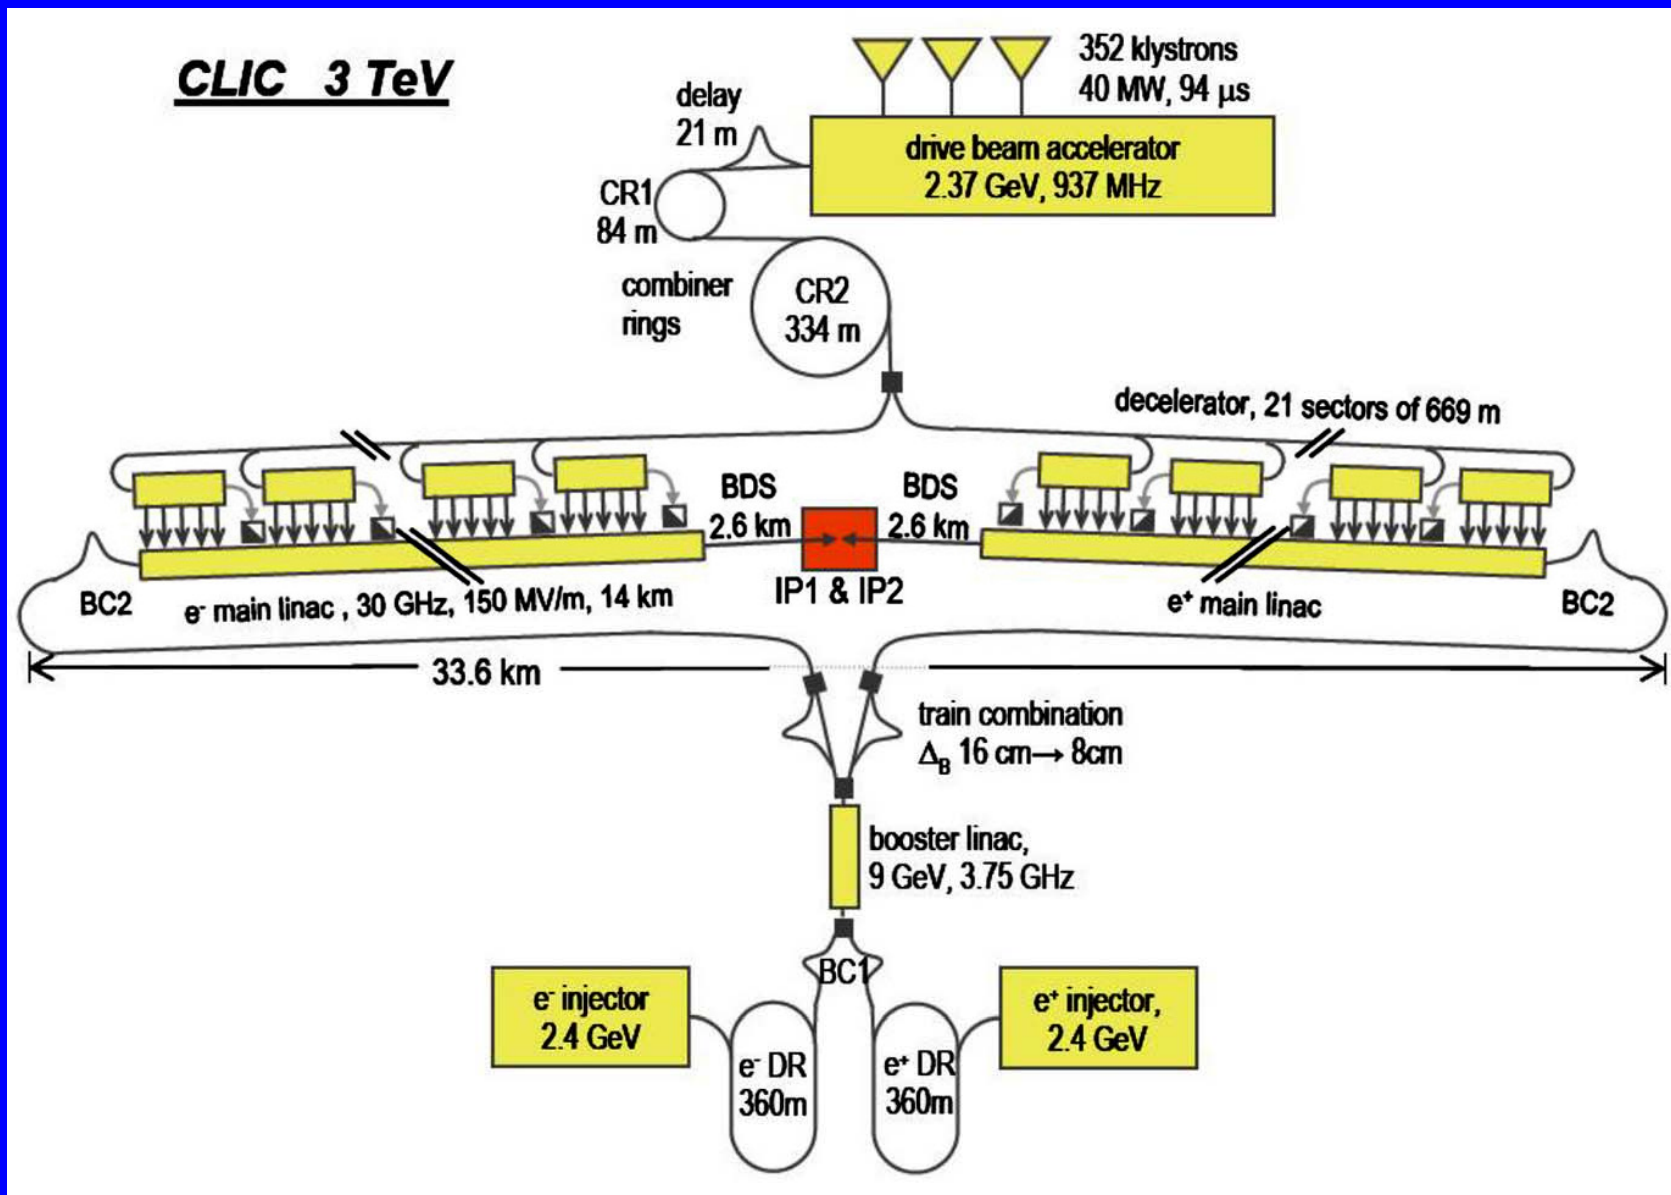 CLIC 3 TeV
352 klystrons
40 MW, 94 μs
delay
21 m
drive beam accelerator
2.37 GeV, 937 MHz
CR1
84 m
combiner
rings
CR2
334 m
decelerator, 21 sectors of 669 m
BDS
2.6 km
BDS
2.6 km
IP1 & IP2
BC2
e⁻ main linac , 30 GHz, 150 MV/m, 14 km
e⁺ main linac
BC2
33.6 km
train combination
Δ_B 16 cm→ 8cm
booster linac,
9 GeV, 3.75 GHz
BC1
e⁻ injector
2.4 GeV
e⁺ injector,
2.4 GeV
e⁻ DR
360m
e⁺ DR
360m